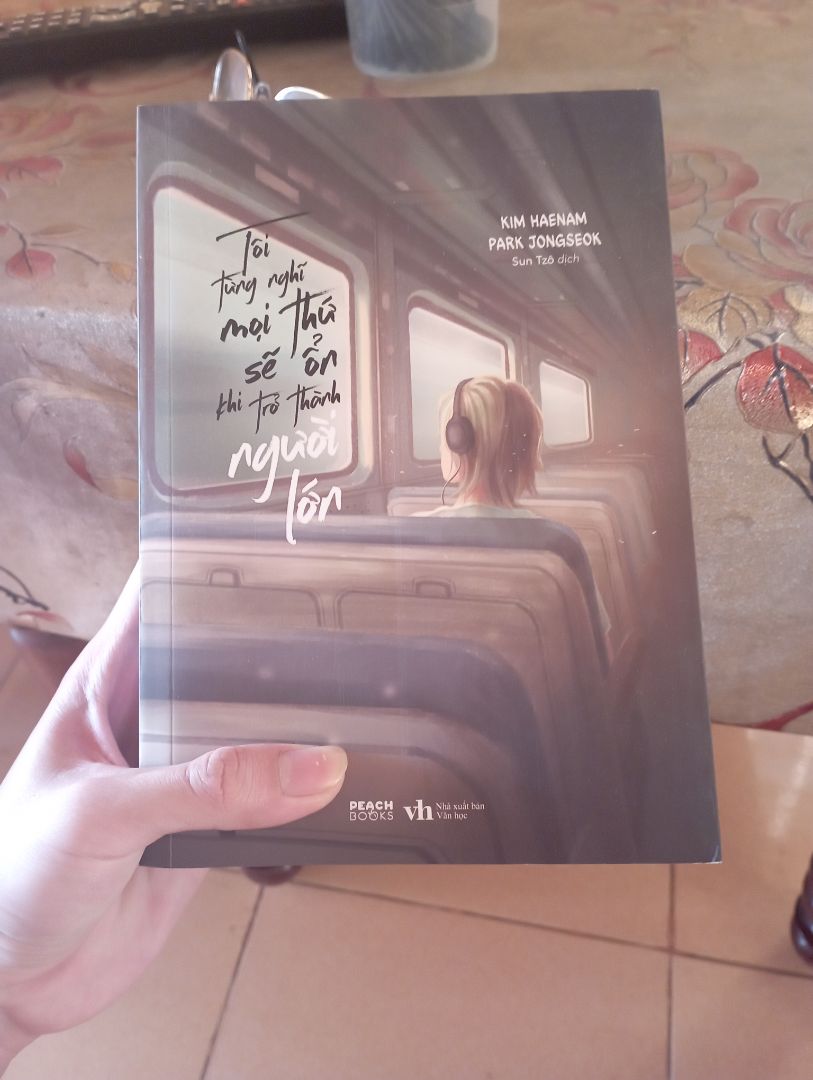 Tôi
từng nghĩ
mọi thứ
sẽ ổn
khi trở thành
người
lớn
KIM HAENAM
PARK JONGSEOK
Sun Tzô dịch
PEACH
BOOKS
vh
Nhà xuất bản
Văn học